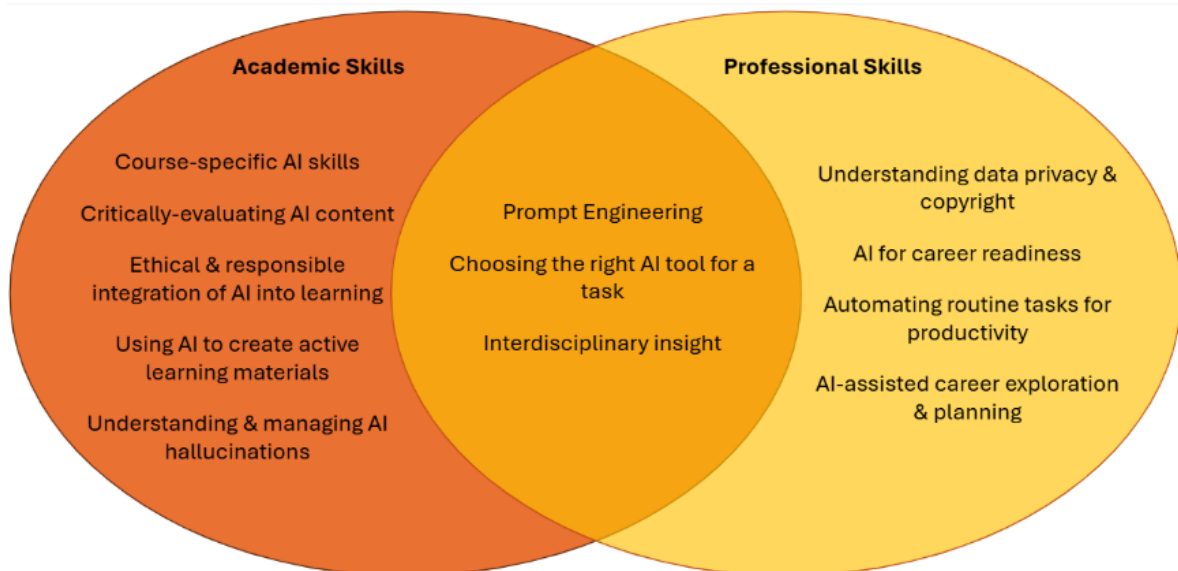 Academic Skills
Professional Skills
Course-specific AI skills
Critically-evaluating AI content
Ethical & responsible
integration of AI into learning
Using AI to create active
learning materials
Understanding & managing AI
hallucinations
Prompt Engineering
Choosing the right AI tool for a
task
Interdisciplinary insight
Understanding data privacy &
copyright
AI for career readiness
Automating routine tasks for
productivity
AI-assisted career exploration
& planning